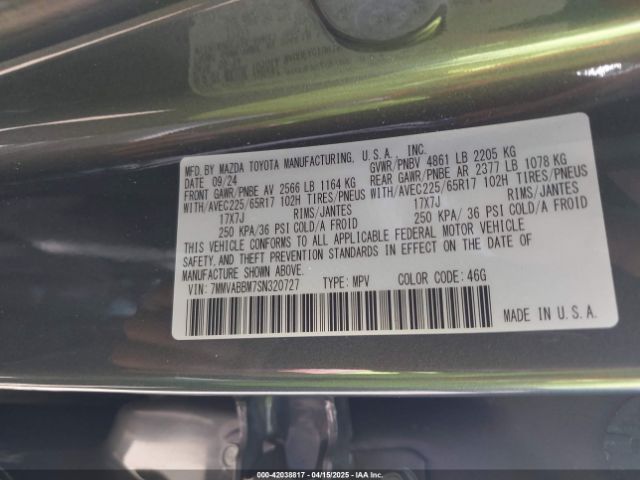 MFD. BY MAZDA TOYOTA MANUFACTURING, U.S.A., INC.
DATE 09/24 GVWR/PNBV 4861 LB 2205 KG
FRONT GAWR/PNBE AV 2566 LB 1164 KG REAR GAWR/PNBE AR 2377 LB 1078 KG
WITH/AVEC225/65R17 102H TIRES/PNEUS WITH/AVEC225/65R17 102H TIRES/PNEUS
17X7J RIMS/JANTES 17X7J RIMS/JANTES
250 KPA/36 PSI COLD/A FROID 250 KPA/ 36 PSI COLD/A FROID
THIS VEHICLE CONFORMS TO ALL APPLICABLE FEDERAL MOTOR VEHICLE
SAFETY, AND THEFT PREVENTION STANDARDS IN EFFECT ON THE DATE OF
MANUFACTURE SHOWN ABOVE.
VIN: 7MMVABBM7SN320727 TYPE: MPV COLOR CODE: 46G
MADE IN U.S.A.
000-42038817 - 04/15/2025 - IAAC